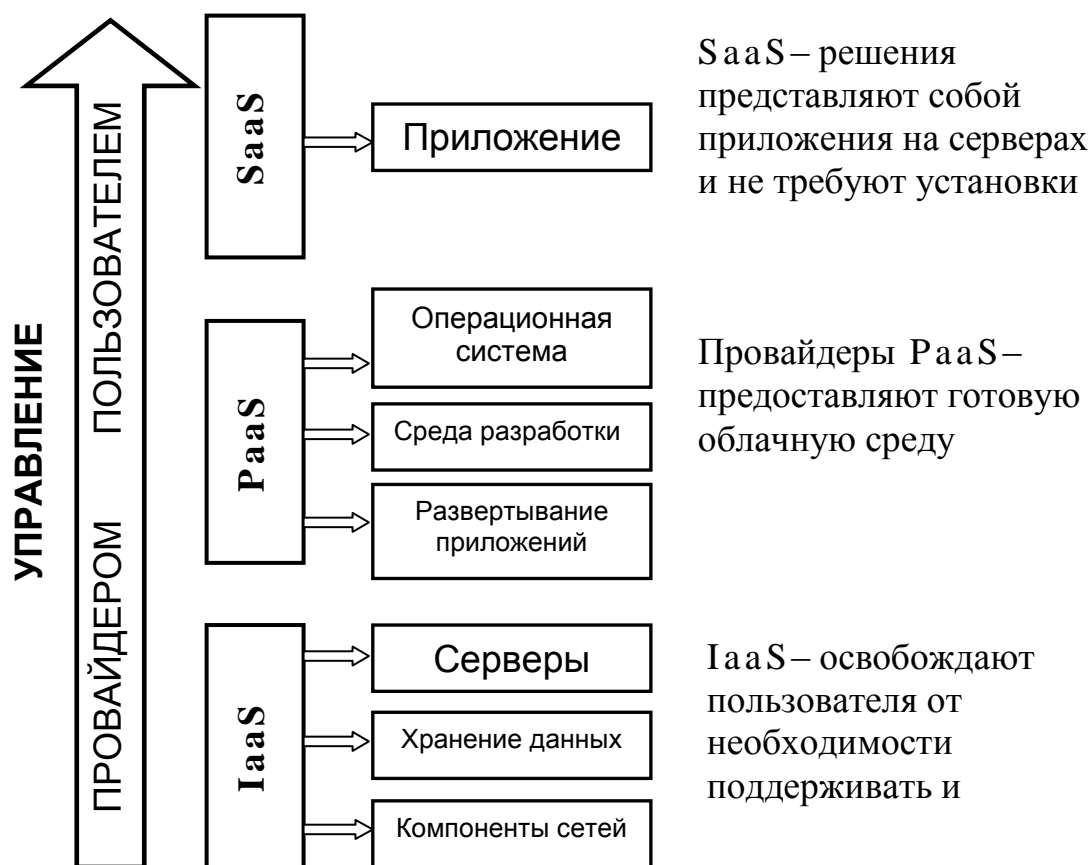 УПРАВЛЕНИЕ
ПРОВАЙДЕРОМ ПОЛЬЗОВАТЕЛЕМ
SaaS
Приложение
SaaS– решения
представляют собой
приложения на серверах
и не требуют установки
PaaS
Операционная
система
Среда разработки
Развертывание
приложений
Провайдеры PaaS–
предоставляют готовую
облачную среду
IaaS
Серверы
Хранение данных
Компоненты сетей
IaaS– освобождают
пользователя от
необходимости
поддерживать и